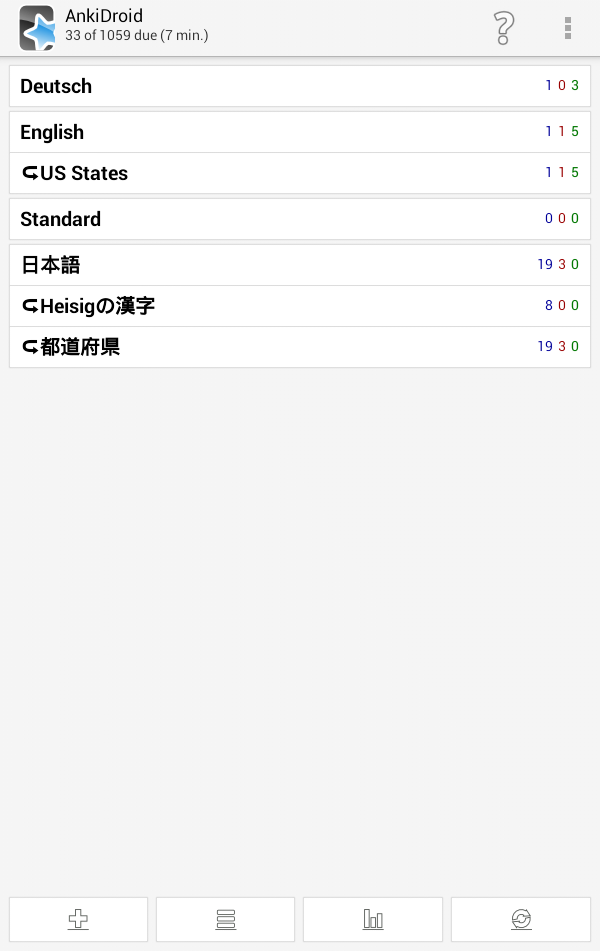 AnkiDroid
33 of 1059 due (7 min.)
Deutsch 1 0 3
English 1 1 5
US States 1 1 5
Standard 0 0 0
日本語 19 3 0
Heisigの漢字 8 0 0
都道府県 19 3 0